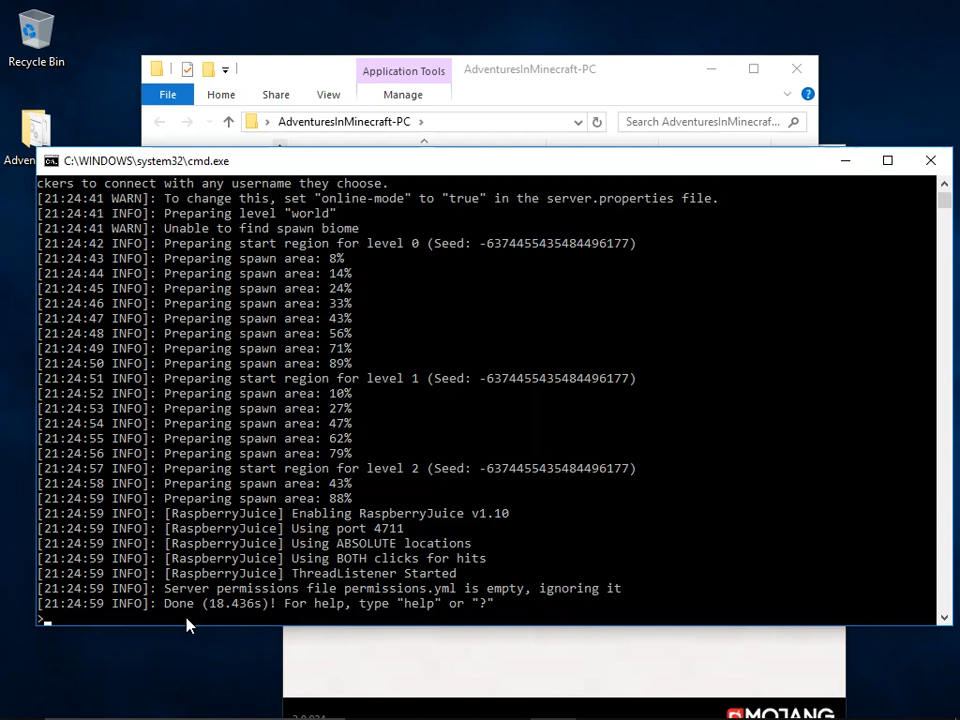 Recycle Bin
Application Tools
AdventuresInMinecraft-PC
File
Home
Share
View
Manage
AdventuresInMinecraft-PC
Search AdventuresInMinecraf...
Adven
C:\WINDOWS\system32\cmd.exe
ckers to connect with any username they choose.
[21:24:41 WARN]: To change this, set "online-mode" to "true" in the server.properties file.
[21:24:41 INFO]: Preparing level "world"
[21:24:41 WARN]: Unable to find spawn biome
[21:24:42 INFO]: Preparing start region for level 0 (Seed: -6374455435484496177)
[21:24:43 INFO]: Preparing spawn area: 8%
[21:24:44 INFO]: Preparing spawn area: 14%
[21:24:45 INFO]: Preparing spawn area: 24%
[21:24:46 INFO]: Preparing spawn area: 33%
[21:24:47 INFO]: Preparing spawn area: 43%
[21:24:48 INFO]: Preparing spawn area: 56%
[21:24:49 INFO]: Preparing spawn area: 71%
[21:24:50 INFO]: Preparing spawn area: 89%
[21:24:51 INFO]: Preparing start region for level 1 (Seed: -6374455435484496177)
[21:24:52 INFO]: Preparing spawn area: 10%
[21:24:53 INFO]: Preparing spawn area: 27%
[21:24:54 INFO]: Preparing spawn area: 47%
[21:24:55 INFO]: Preparing spawn area: 62%
[21:24:56 INFO]: Preparing spawn area: 79%
[21:24:57 INFO]: Preparing start region for level 2 (Seed: -6374455435484496177)
[21:24:58 INFO]: Preparing spawn area: 43%
[21:24:59 INFO]: Preparing spawn area: 88%
[21:24:59 INFO]: [RaspberryJuice] Enabling RaspberryJuice v1.10
[21:24:59 INFO]: [RaspberryJuice] Using port 4711
[21:24:59 INFO]: [RaspberryJuice] Using ABSOLUTE locations
[21:24:59 INFO]: [RaspberryJuice] Using BOTH clicks for hits
[21:24:59 INFO]: [RaspberryJuice] ThreadListener Started
[21:24:59 INFO]: Server permissions file permissions.yml is empty, ignoring it
[21:24:59 INFO]: Done (18.436s)! For help, type "help" or "?"
>
MOJANG